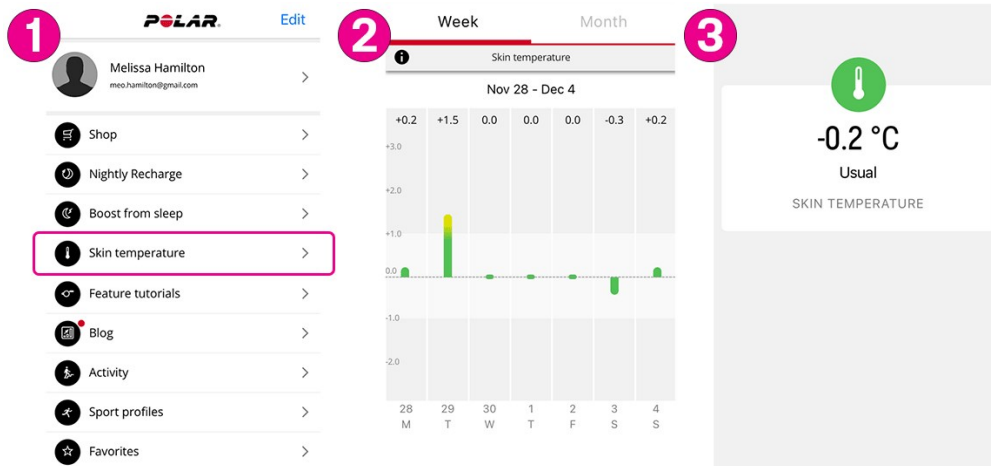 1
POLAR.
Edit
Melissa Hamilton
meo.hamilton@gmail.com
Shop
Nightly Recharge
Boost from sleep
Skin temperature
Feature tutorials
Blog
Activity
Sport profiles
Favorites
2
Week Month
Skin temperature
Nov 28 - Dec 4
+0.2 +1.5 0.0 0.0 0.0 -0.3 +0.2
+3.0
+2.0
+1.0
0.0
-1.0
-2.0
28 29 30 1 2 3 4
M T W T F S S
3
-0.2 °C
Usual
SKIN TEMPERATURE